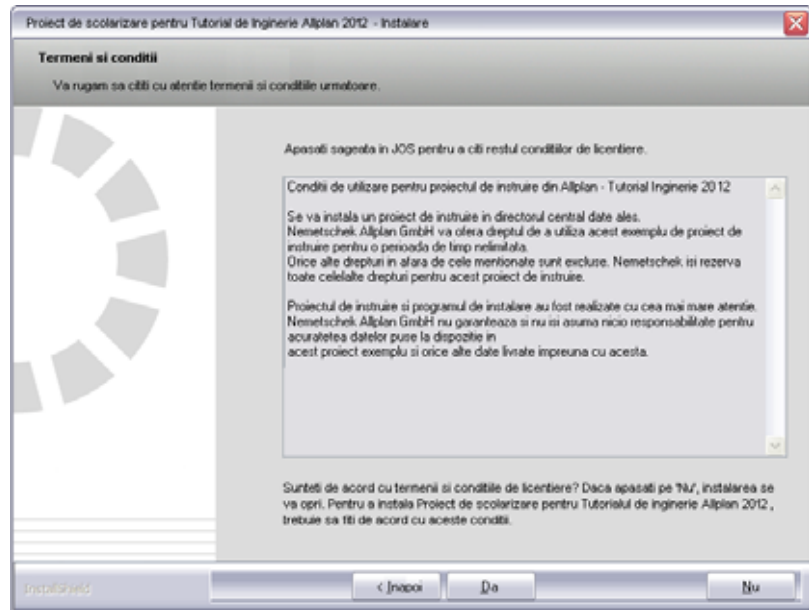 Proiect de scolarizare pentru Tutorial de Inginerie Allplan 2012 - Instalare
Termeni si conditii
Va rugam sa cititi cu atentie termenii si conditiile urmatoare.
Apasati sageata in JOS pentru a citi restul conditiilor de licentiere.
Conditii de utilizare pentru proiectul de instruire din Allplan - Tutorial Inginerie 2012
Se va instala un proiect de instruire in directorul central date ales.
Nemetschek Allplan GmbH va ofera dreptul de a utiliza acest exemplu de proiect de
instruire pentru o perioada de timp nelimitata.
Orice alte drepturi in afara de cele mentionate sunt excluse. Nemetschek isi rezerva
toate celelalte drepturi pentru acest proiect de instruire.
Proiectul de instruire si programul de instalare au fost realizate cu cea mai mare atentie.
Nemetschek Allplan GmbH nu garanteaza si nu isi asuma nicio responsabilitate pentru
acuratetea datelor puse la dispozitie in
acest proiect exemplu si orice alte date livrate impreuna cu acesta.
Sunteti de acord cu termenii si conditiile de licentiere? Daca apasati pe 'Nu', instalarea se
va opri. Pentru a instala Proiect de scolarizare pentru Tutorialul de inginerie Allplan 2012 ,
trebuie sa fiti de acord cu aceste conditii.
InstallShield
< Inapoi
Da
Nu